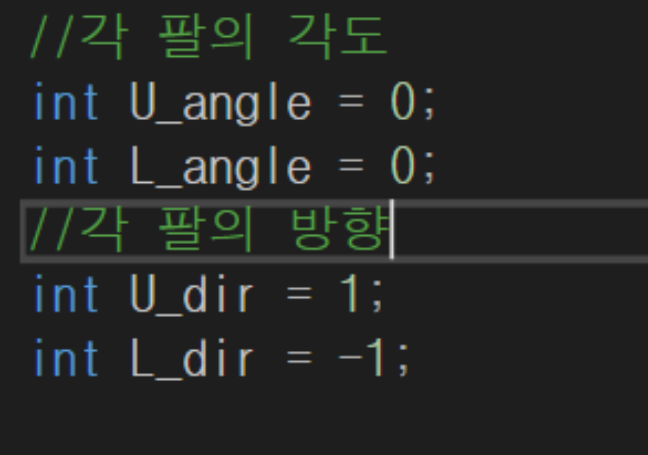 //각 팔의 각도
int U_angle = 0;
int L_angle = 0;
//각 팔의 방향
int U_dir = 1;
int L_dir = -1;